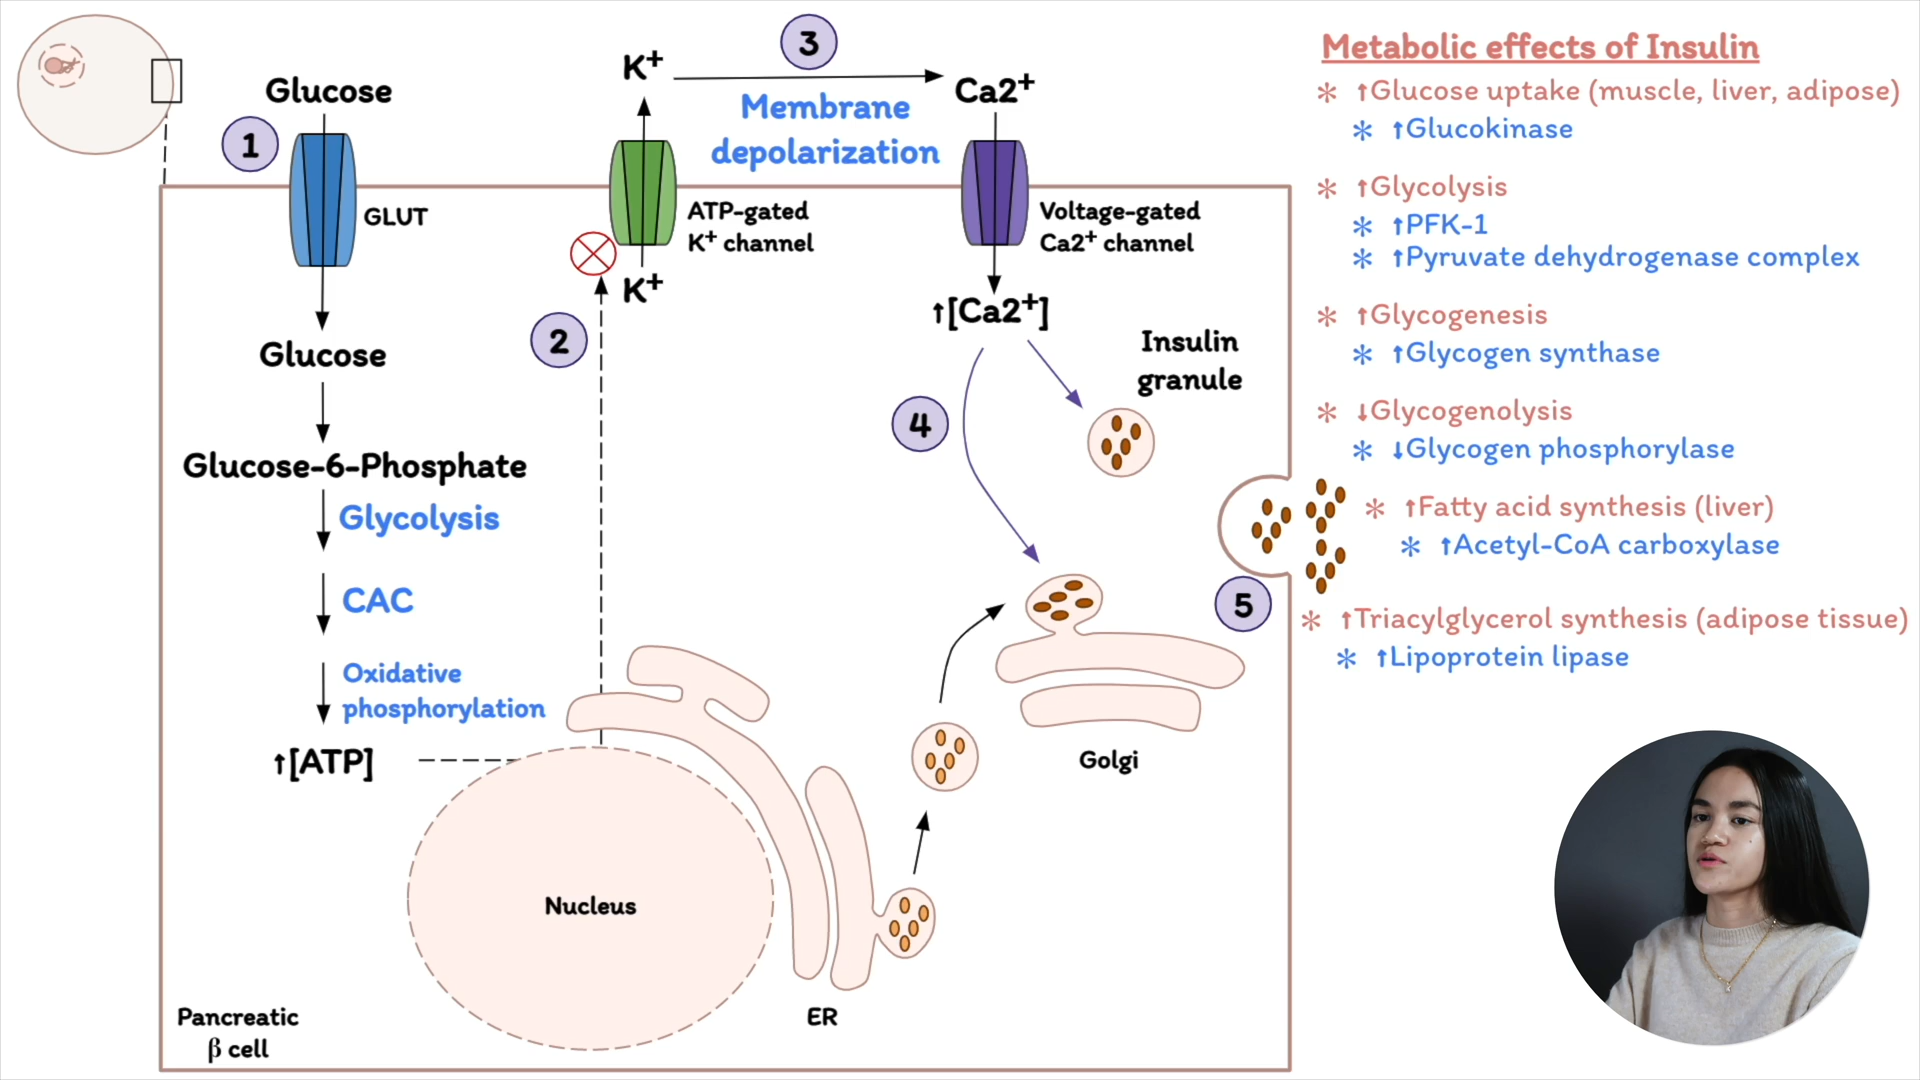 Glucose
1
GLUT
Glucose
Glucose-6-Phosphate
Glycolysis
CAC
Oxidative
phosphorylation
↑[ATP]
2
K+
ATP-gated
K+ channel
K+
3
Membrane
depolarization
Ca2+
Voltage-gated
Ca2+ channel
↑[Ca2+]
4
Insulin
granule
5
Golgi
Nucleus
ER
Pancreatic
β cell
Metabolic effects of Insulin
* ↑Glucose uptake (muscle, liver, adipose)
* ↑Glucokinase
* ↑Glycolysis
* ↑PFK-1
* ↑Pyruvate dehydrogenase complex
* ↑Glycogenesis
* ↑Glycogen synthase
* ↓Glycogenolysis
* ↓Glycogen phosphorylase
* ↑Fatty acid synthesis (liver)
* ↑Acetyl-CoA carboxylase
* ↑Triacylglycerol synthesis (adipose tissue)
* ↑Lipoprotein lipase